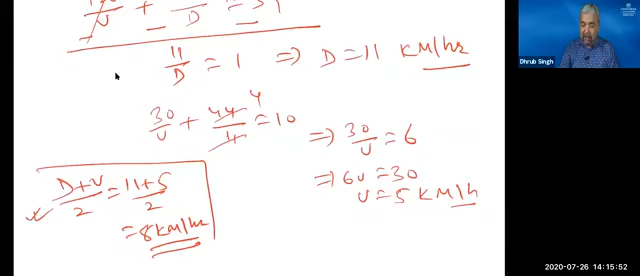 U + D = 
11/D = 1 ⇒ D = 11 KM/hr
30/U + 44/11 4 = 10
⇒ 30/U = 6
⇒ 6U = 30
U = 5 KM/h
D+U/2 = 11+5/2
= 8 KM/hr
Dhrub Singh
2020-07-26 14:15:52